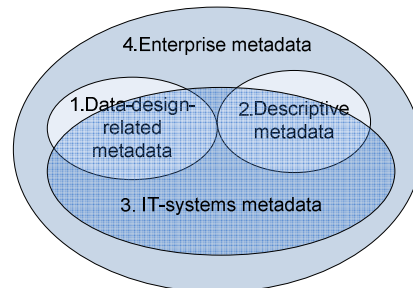 4.Enterprise metadata
1.Data-design-
related
metadata
2.Descriptive
metadata
3. IT-systems metadata